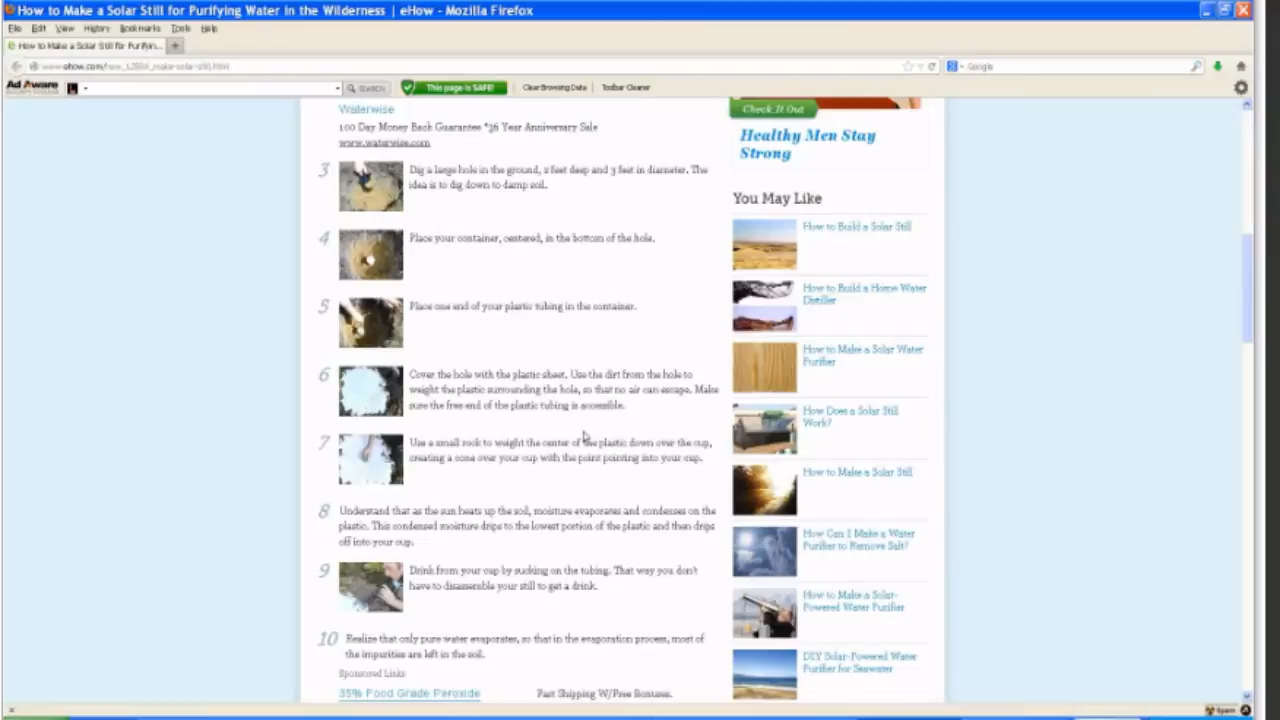 How to Make a Solar Still for Purifying Water in the Wilderness | eHow - Mozilla Firefox
File Edit View History Bookmarks Tools Help
How to Make a Solar Still for Purifyin...
Google
Ad Aware
SEARCH
This page is SAFE!
Clear Browsing Data
Toolbar Cleaner
Waterwise
100 Day Money Back Guarantee *36 Year Anniversary Sale
www.waterwise.com
3 Dig a large hole in the ground, 2 feet deep and 3 feet in diameter. The
idea is to dig down to damp soil.
4 Place your container, centered, in the bottom of the hole.
5 Place one end of your plastic tubing in the container.
6 Cover the hole with the plastic sheet. Use the dirt from the hole to
weight the plastic surrounding the hole, so that no air can escape. Make
sure the free end of the plastic tubing is accessible.
7 Use a small rock to weight the center of the plastic down over the cup,
creating a cone over your cup with the point pointing into your cup.
8 Understand that as the sun heats up the soil, moisture evaporates and condenses on the
plastic. This condensed moisture drips to the lowest portion of the plastic and then drips
off into your cup.
9 Drink from your cup by sucking on the tubing. That way you don't
have to disassemble your still to get a drink.
10 Realize that only pure water evaporates, so that in the evaporation process, most of
the impurities are left in the soil.
Sponsored Links
35% Food Grade Peroxide
Fast Shipping W/Free Bonuses.
Check It Out
Healthy Men Stay
Strong
You May Like
How to Build a Solar Still
How to Build a Home Water
Distiller
How to Make a Solar Water
Purifier
How Does a Solar Still
Work?
How to Make a Solar Still
How Can I Make a Water
Purifier to Remove Salt?
How to Make a Solar-
Powered Water Purifier
DIY Solar-Powered Water
Purifier for Seawater
Spam